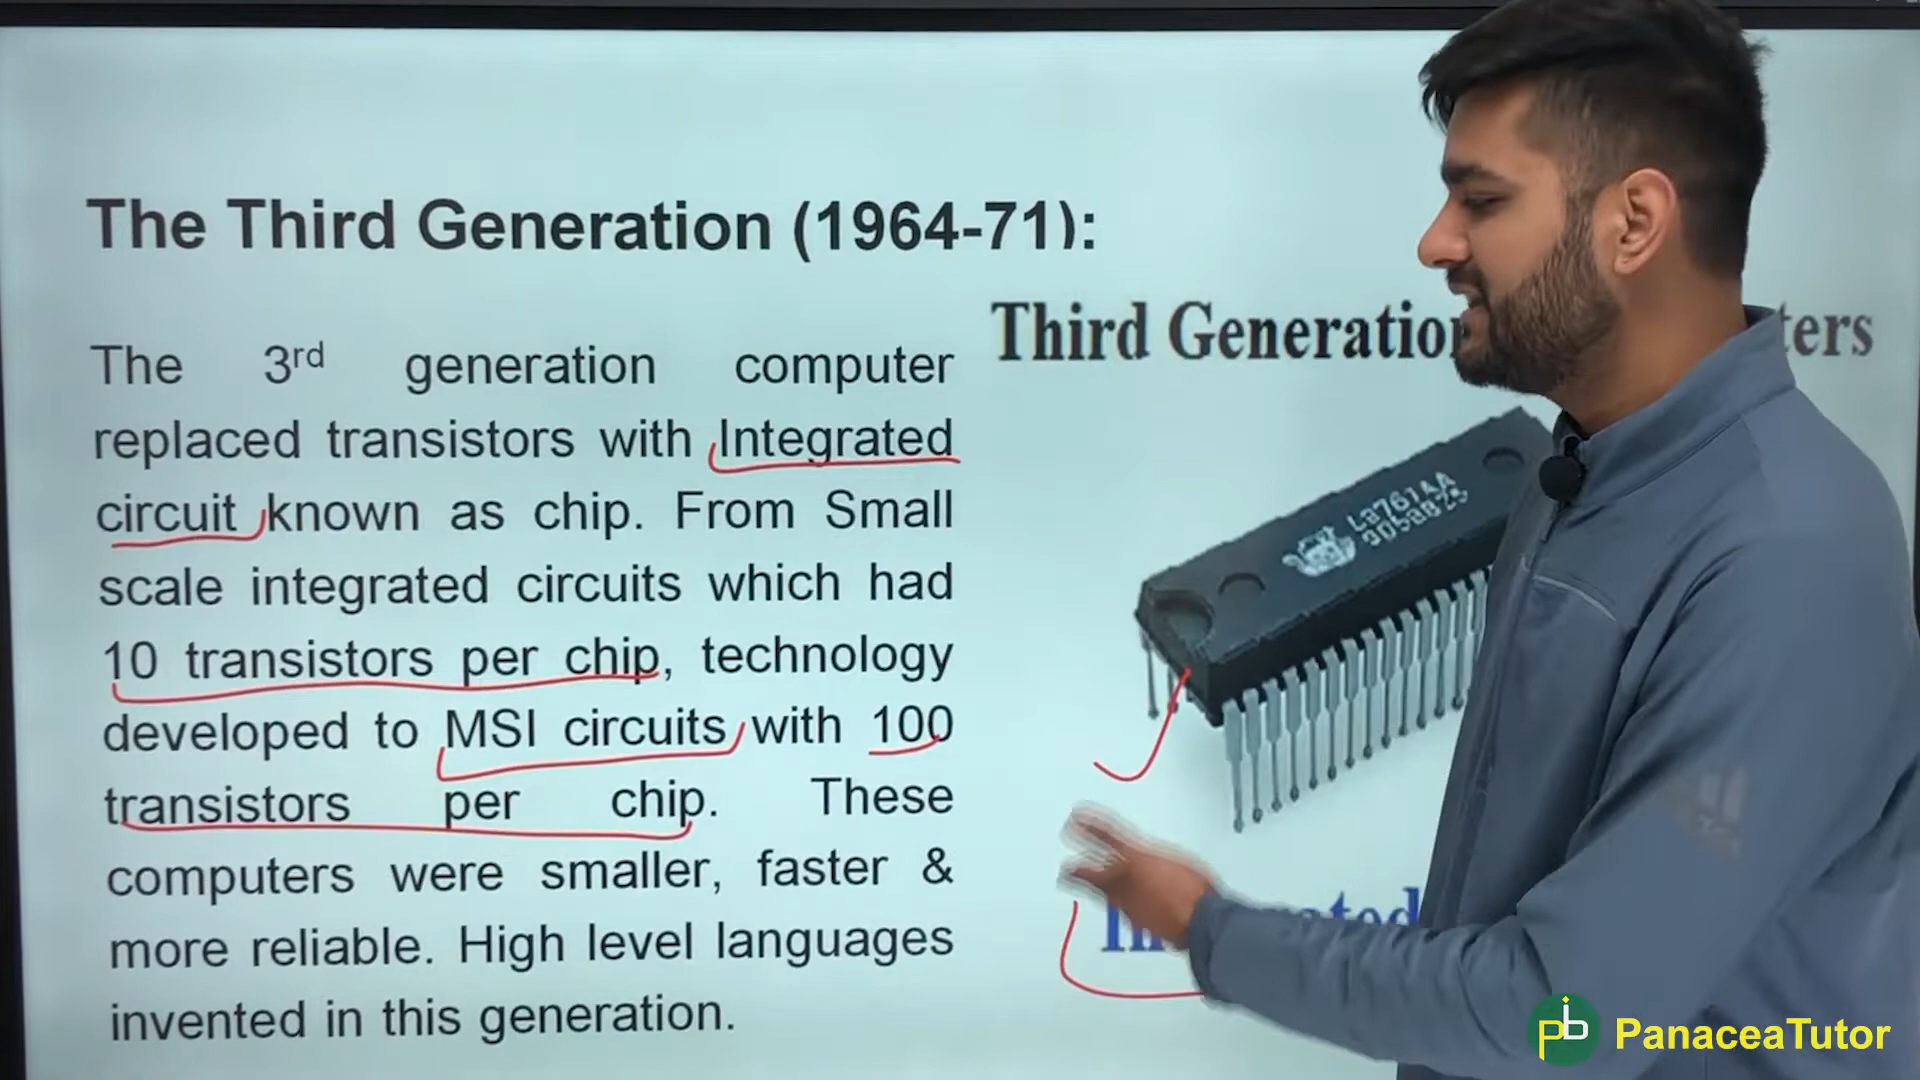 The Third Generation (1964-71):
The 3rd generation computer
replaced transistors with Integrated
circuit known as chip. From Small
scale integrated circuits which had
10 transistors per chip, technology
developed to MSI circuits with 100
transistors per chip. These
computers were smaller, faster &
more reliable. High level languages
invented in this generation.
Third Generation
LA761AA
PanaceaTutor